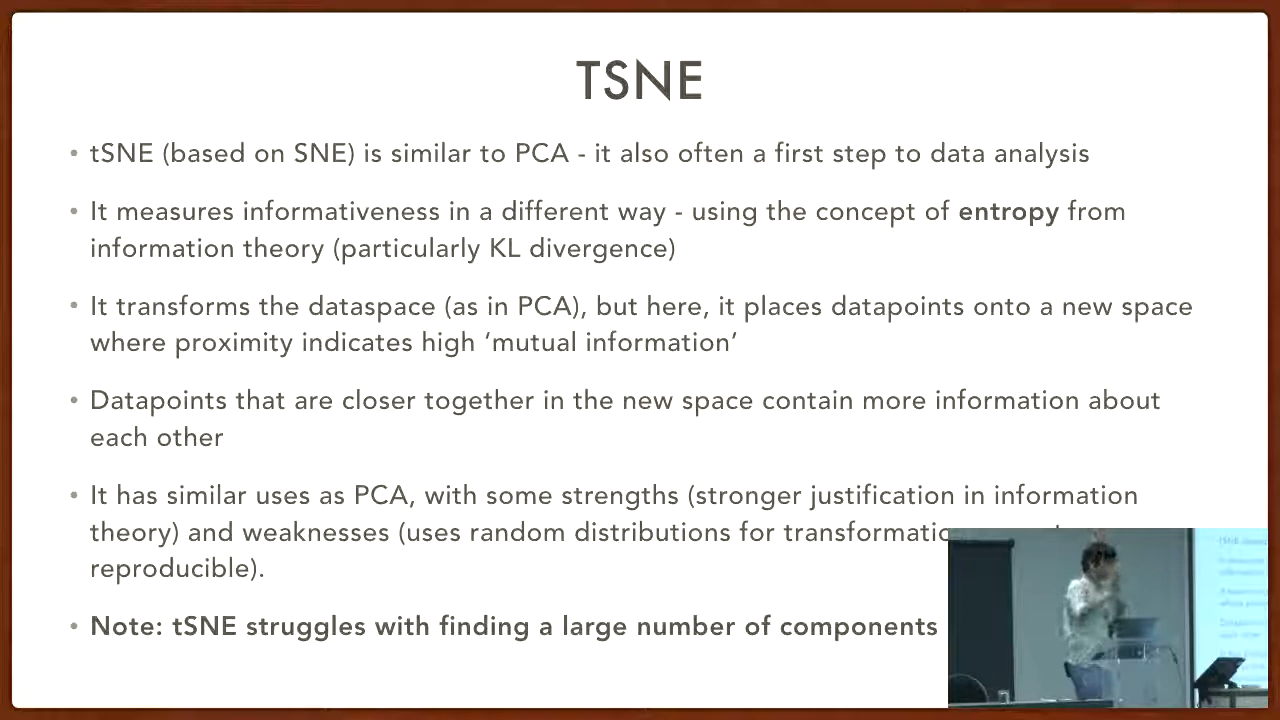 TSNE
• tSNE (based on SNE) is similar to PCA - it also often a first step to data analysis
• It measures informativeness in a different way - using the concept of entropy from
information theory (particularly KL divergence)
• It transforms the dataspace (as in PCA), but here, it places datapoints onto a new space
where proximity indicates high ‘mutual information’
• Datapoints that are closer together in the new space contain more information about
each other
• It has similar uses as PCA, with some strengths (stronger justification in information
theory) and weaknesses (uses random distributions for
reproducible).
• Note: tSNE struggles with finding a large number of components